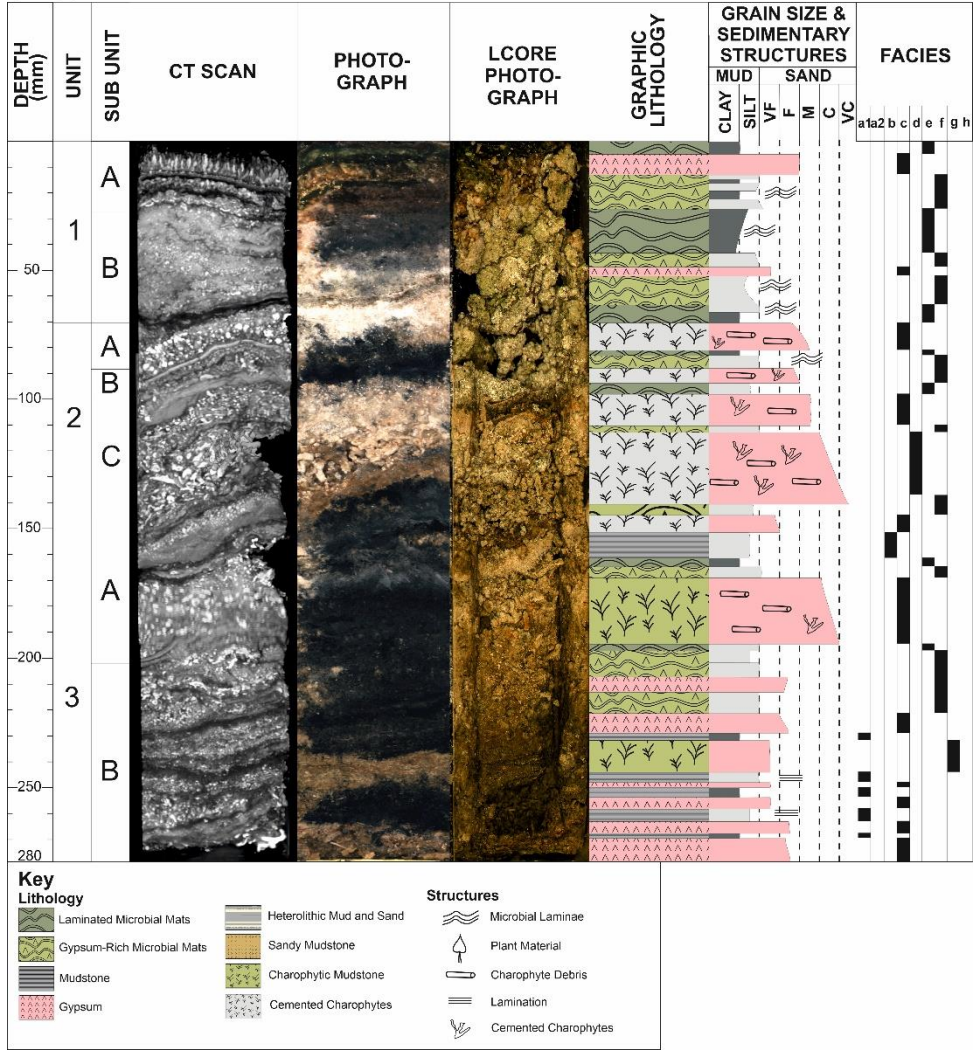 DEPTH
(mm)
UNIT
SUB UNIT
CT SCAN
PHOTO-
GRAPH
LCORE
PHOTO-
GRAPH
GRAPHIC
LITHOLOGY
GRAIN SIZE &
SEDIMENTARY
STRUCTURES
MUD
SAND
CLAY
SILT
VF
F
M
C
VC
FACIES
a1 a2 b c d e f g h
50
100
150
200
250
280
1
2
3
A
B
A
B
C
A
B
Key
Lithology
Laminated Microbial Mats
Gypsum-Rich Microbial Mats
Mudstone
Gypsum
Heterolithic Mud and Sand
Sandy Mudstone
Charophytic Mudstone
Cemented Charophytes
Structures
Microbial Laminae
Plant Material
Charophyte Debris
Lamination
Cemented Charophytes